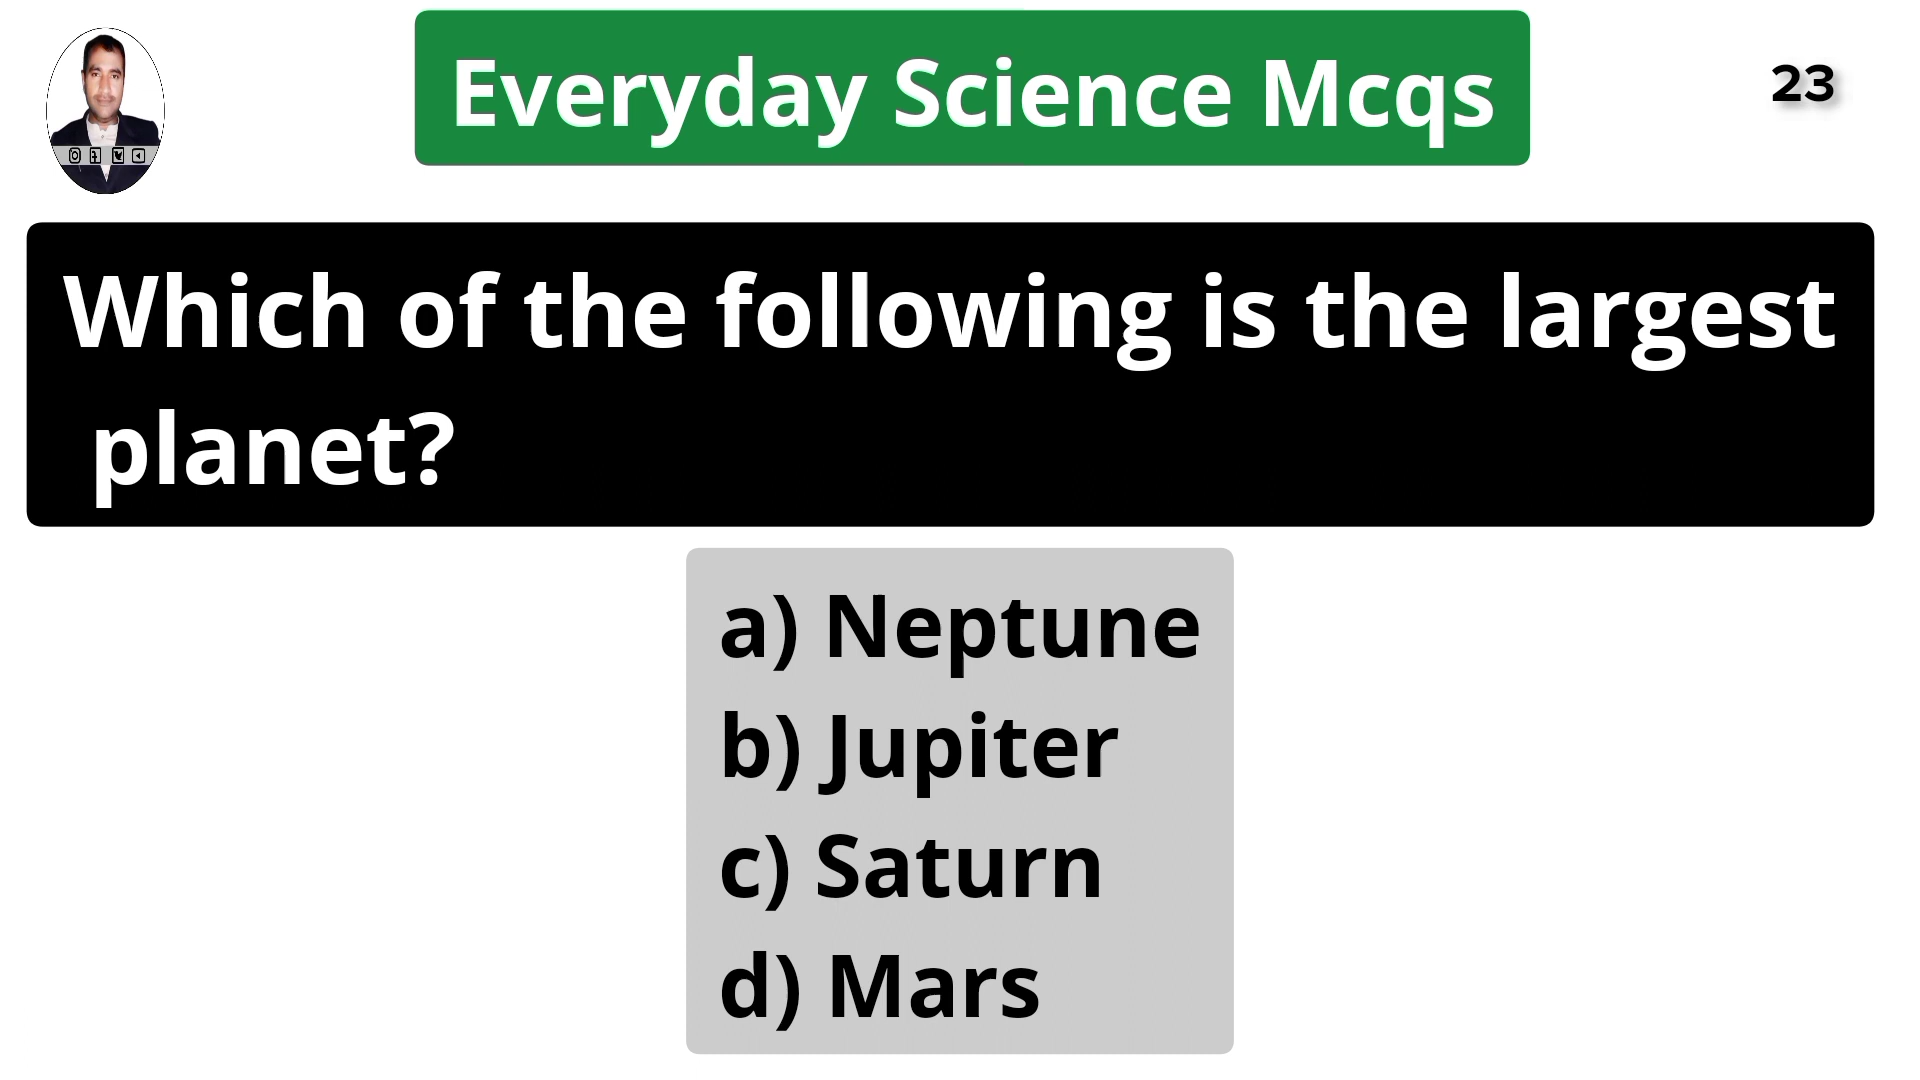 Everyday Science Mcqs
23
Which of the following is the largest
planet?
a) Neptune
b) Jupiter
c) Saturn
d) Mars